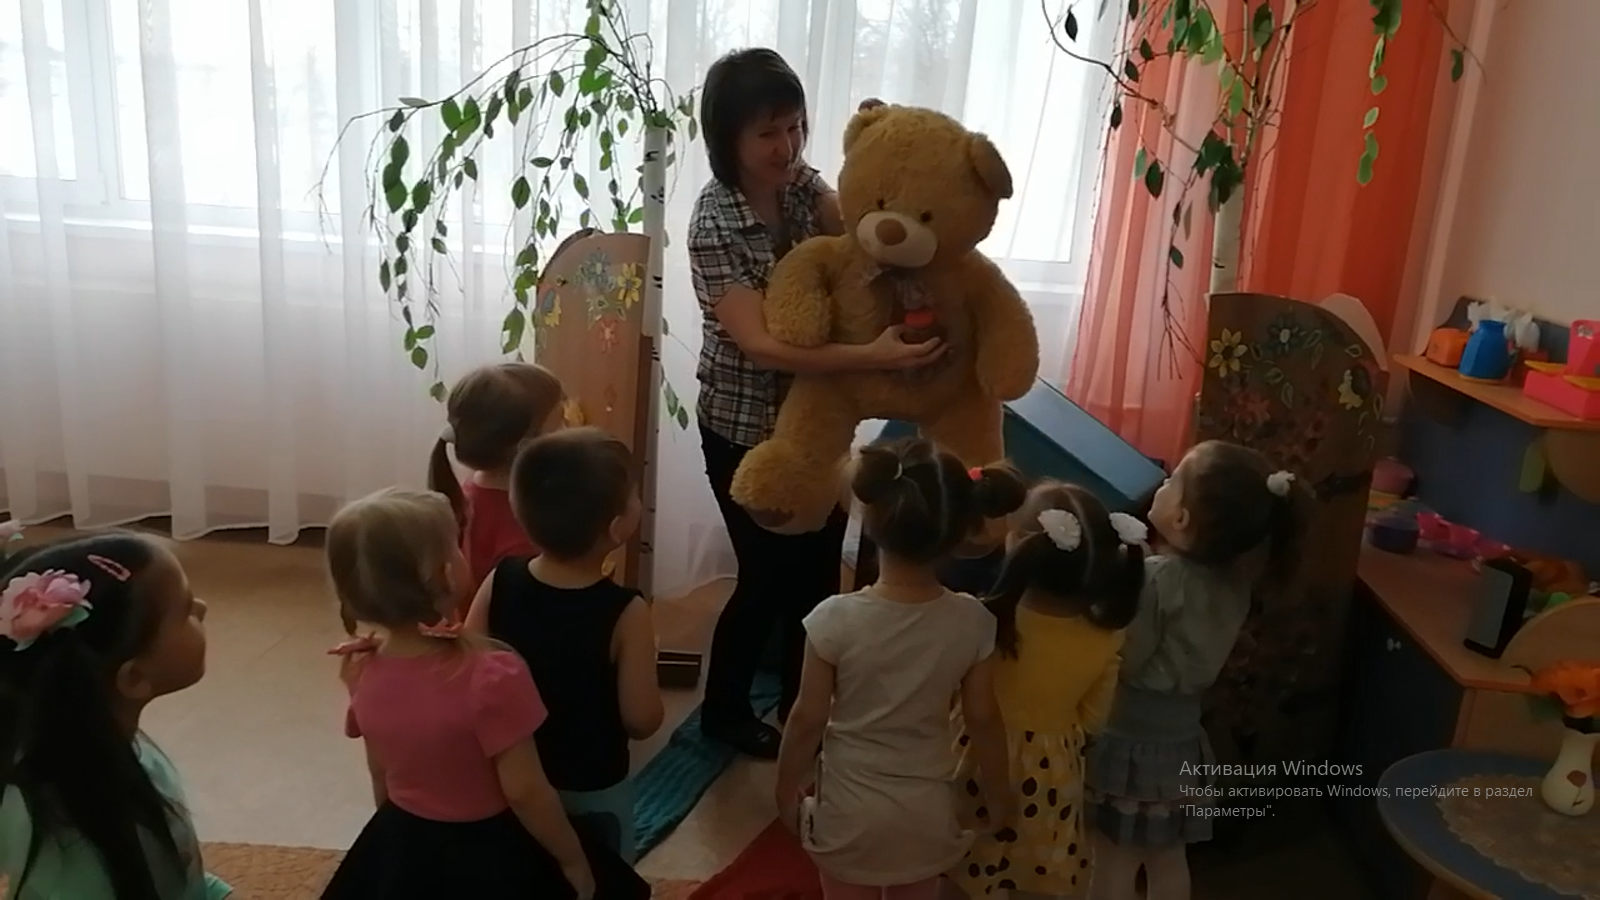 Активация Windows
Чтобы активировать Windows, перейдите в раздел
"Параметры".